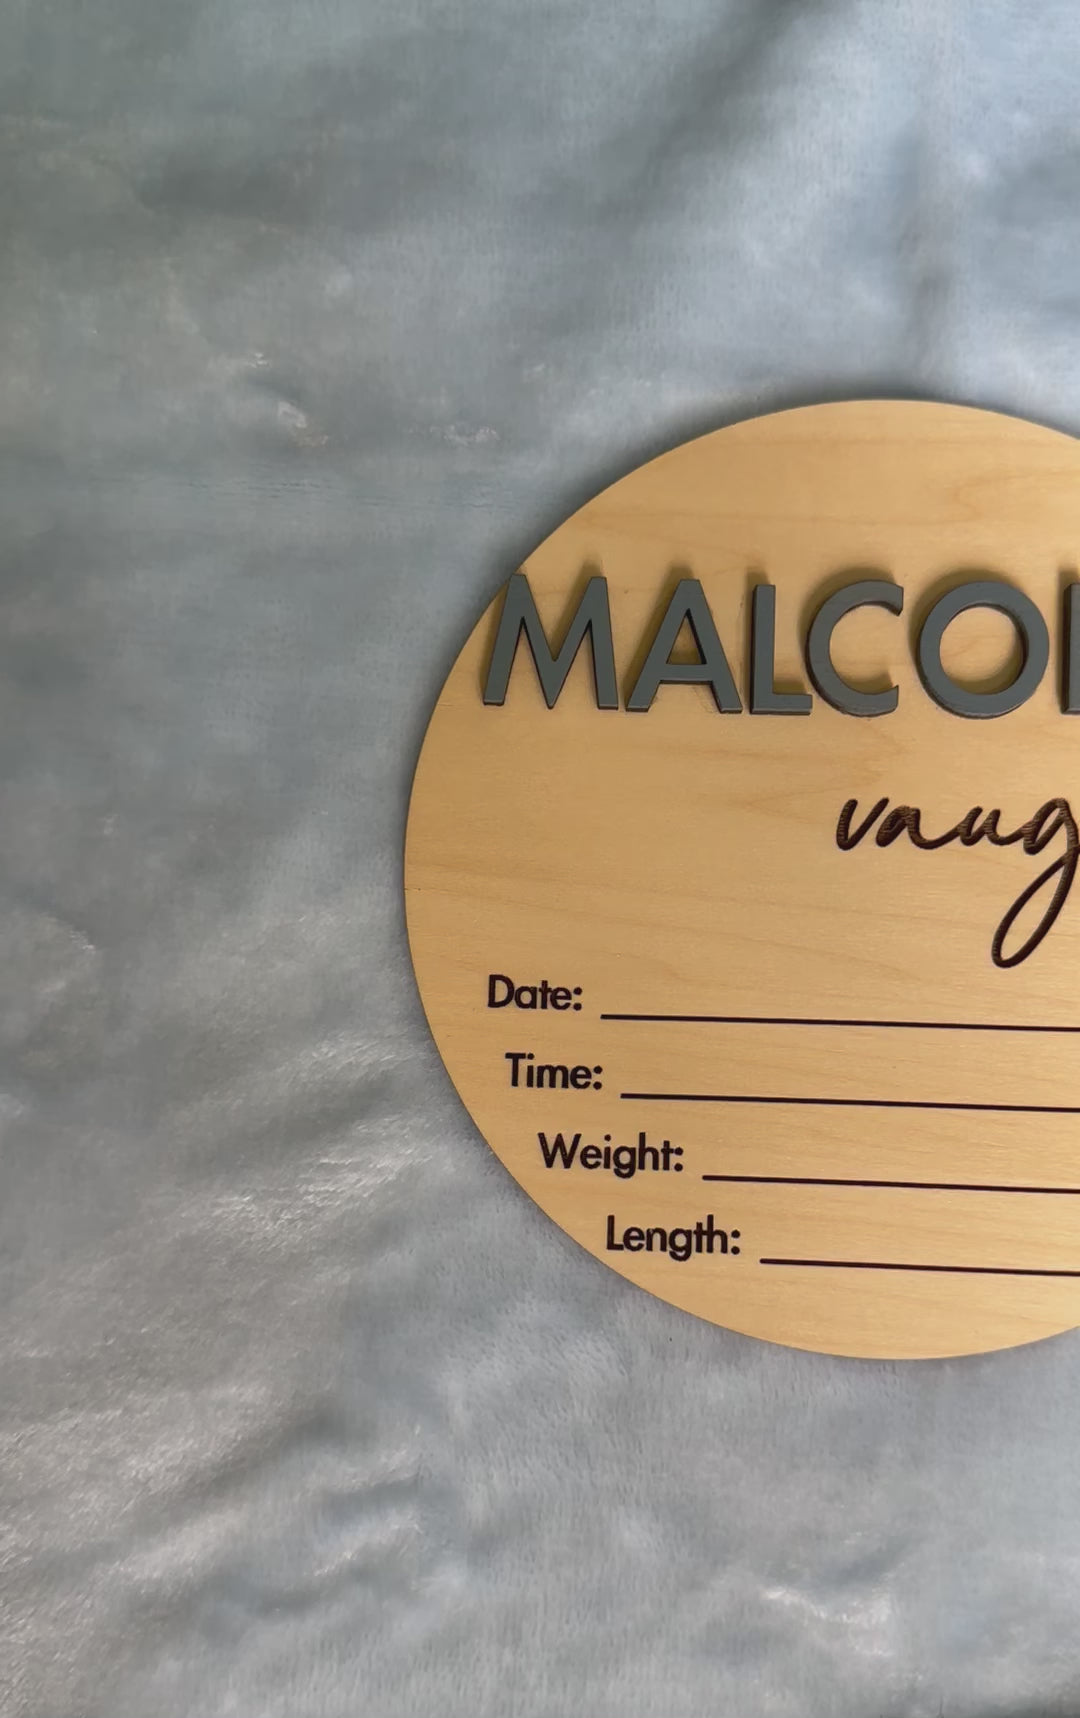 MALCO
vaug
Date:
Time:
Weight:
Length: